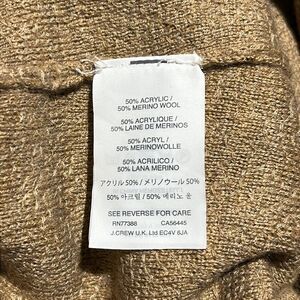 50% ACRYLIC/
50% MERINO WOOL
50% ACRYLIQUE/
50% LAINE DE MERINOS
50% ACRYL/
50% MERINOWOLLE
50% ACRILICO/
50% LANA MERINO
アクリル 50% / メリノウール 50%
50% 아크릴 / 50% 메리노 울
SEE REVERSE FOR CARE
RN77388 CA56445
J.CREW U.K. Ltd EC4V 6JA